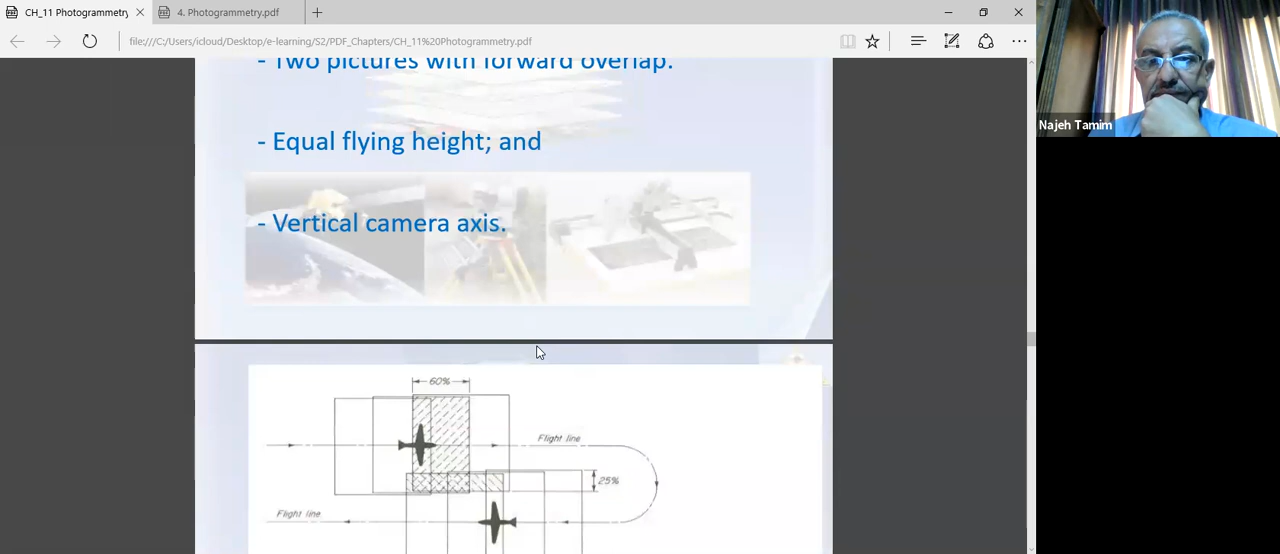 CH_11 Photogrammetry
4. Photogrammetry.pdf
file:///C:/Users/icloud/Desktop/e-learning/S2/PDF_Chapters/CH_11%20Photogrammetry.pdf
- Two pictures with forward overlap.
- Equal flying height; and
- Vertical camera axis.
60%
Flight line
25%
Flight line
Najeh Tamim